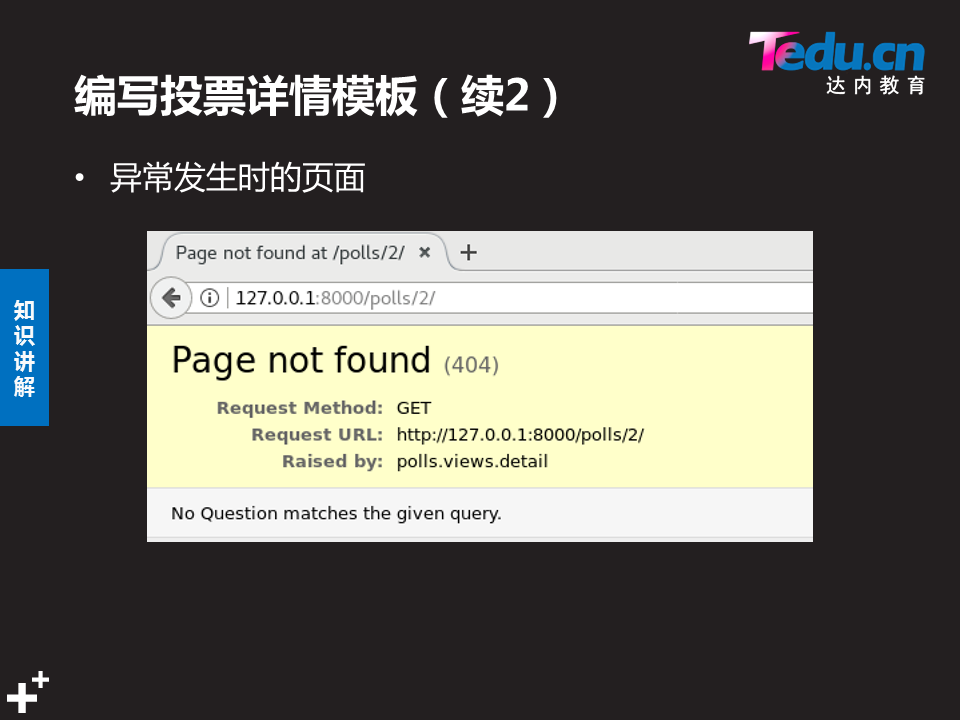 Tedu.cn
达内教育
编写投票详情模板（续2）
• 异常发生时的页面
知识讲解
Page not found at /polls/2/ × +
127.0.0.1:8000/polls/2/
Page not found (404)
Request Method: GET
Request URL: http://127.0.0.1:8000/polls/2/
Raised by: polls.views.detail
No Question matches the given query.